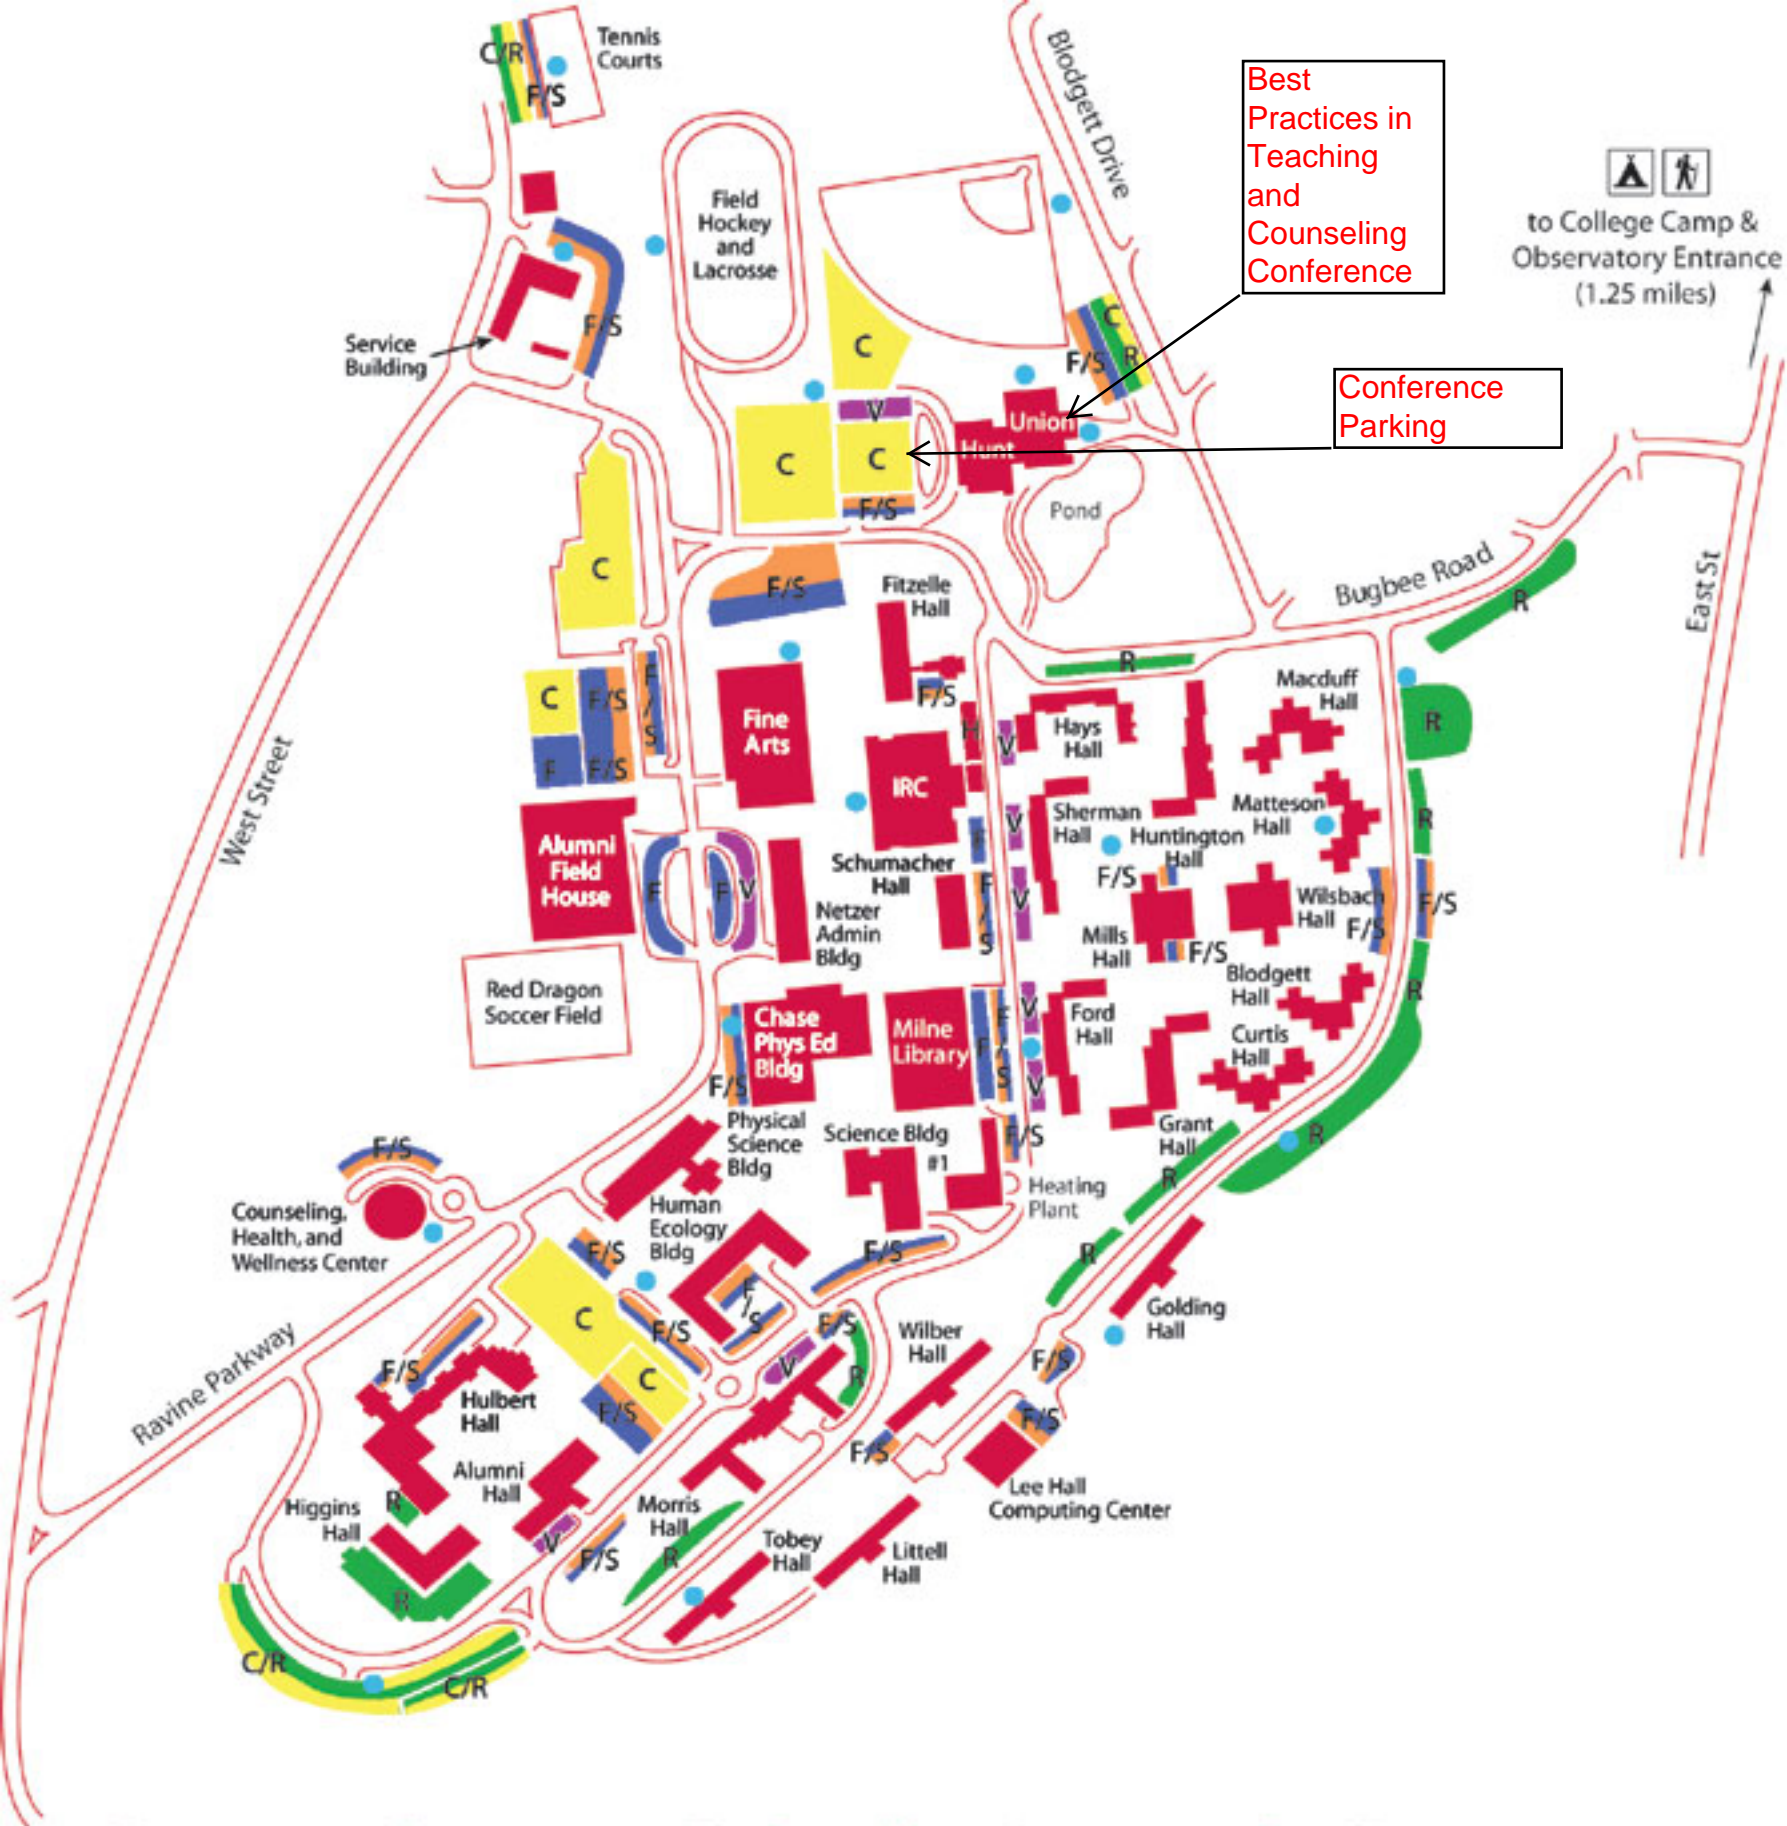 Tennis
Courts
C/R
F/S
Blodgett Drive
Best
Practices in
Teaching
and
Counseling
Conference
to College Camp &
Observatory Entrance
(1.25 miles)
Field
Hockey
and
Lacrosse
F/S
Service
Building
C
C
R
F/S
Conference
Parking
V
Union
Hunt
C
C
F/S
Pond
C
F/S
Fitzelle
Hall
Bugbee Road
R
East St
R
F/S
C
F/S
F
/
S
F
F/S
Fine
Arts
H
V
Hays
Hall
Macduff
Hall
R
West Street
IRC
Sherman
Hall
V
Matteson
Hall
R
Huntington
Hall
Alumni
Field
House
F
F
V
Schumacher
Hall
F
/
S
V
F/S
Wilsbach
Hall
F/S
F/S
Netzer
Admin
Bldg
Mills
Hall
F/S
Blodgett
Hall
R
Red Dragon
Soccer Field
Chase
Phys Ed
Bldg
Milne
Library
F
F
/
S
V
Ford
Hall
Curtis
Hall
V
F/S
Physical
Science
Bldg
Science Bldg
#1
F/S
Grant
Hall
R
R
F/S
Heating
Plant
Counseling,
Health, and
Wellness Center
Human
Ecology
Bldg
F/S
F/S
R
C
F/S
F
/
S
F/S
Golding
Hall
Ravine Parkway
V
Wilber
Hall
F/S
R
F/S
C
Hulbert
Hall
F/S
F/S
F/S
Alumni
Hall
Lee Hall
Computing Center
Higgins
Hall
R
Morris
Hall
V
F/S
R
Tobey
Hall
Littell
Hall
R
C/R
C/R